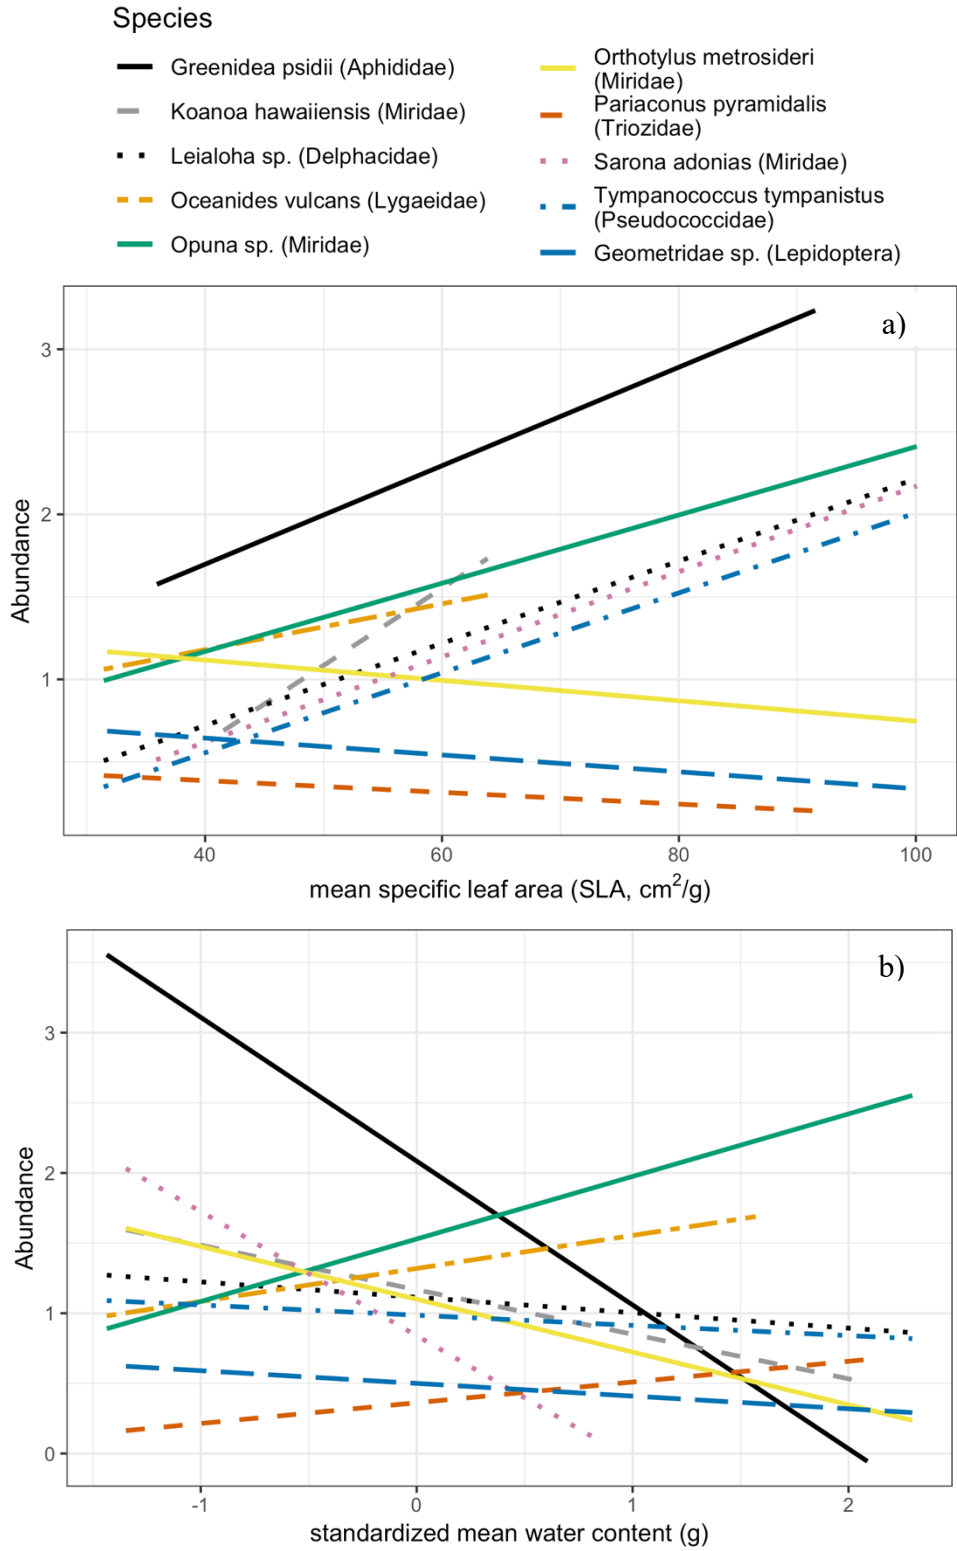 Species
Greenidea psidii (Aphididae)
Koanoa hawaiiensis (Miridae)
Leialoha sp. (Delphacidae)
Oceanides vulcans (Lygaeidae)
Opuna sp. (Miridae)
Orthotylus metrosideri
(Miridae)
Pariaconus pyramidalis
(Triozidae)
Sarona adonias (Miridae)
Tympanococcus tympanistus
(Pseudococcidae)
Geometridae sp. (Lepidoptera)
a)
3
2
1
Abundance
40 60 80 100
mean specific leaf area (SLA, cm²/g)
b)
3
2
1
0
Abundance
-1 0 1 2
standardized mean water content (g)